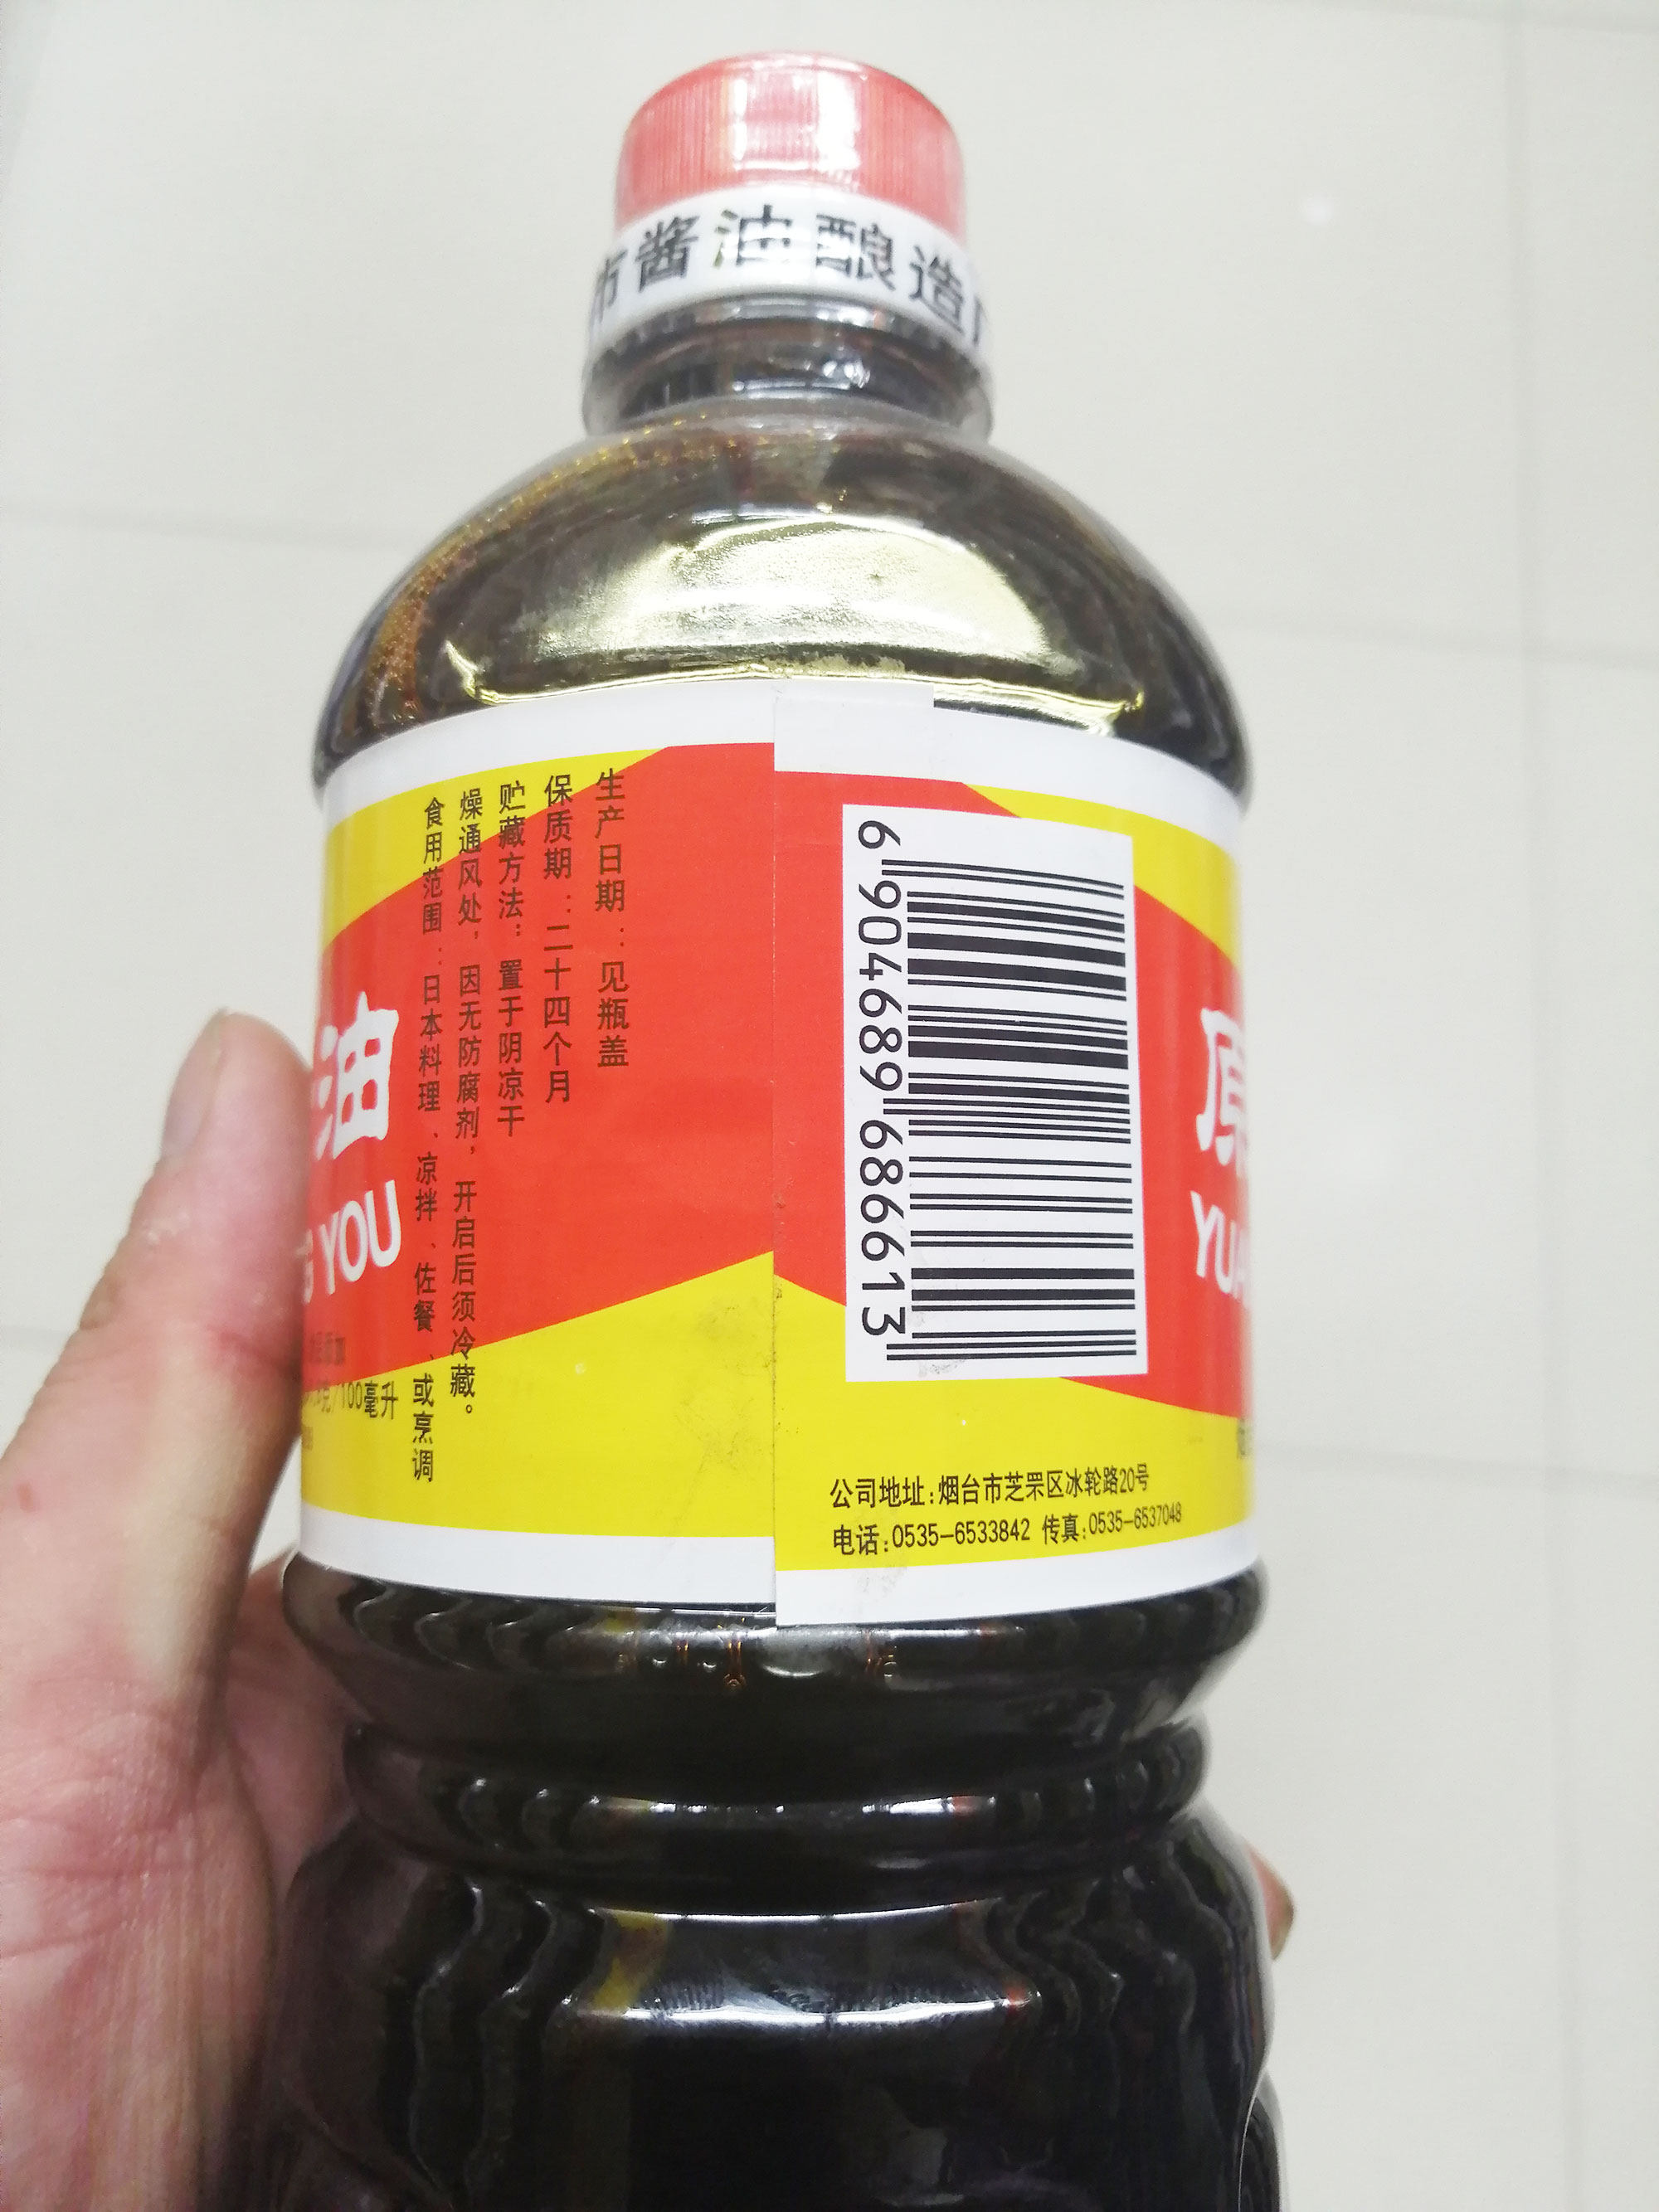 市酱油酿造
生产日期：见瓶盖
保质期：二十四个月
贮藏方法：置于阴凉干
燥通风处，因无防腐剂，开启后须冷藏。
食用范围：日本料理、凉拌、佐餐、或烹调
油
YOU
/100毫升
6 904689 686613
原
YUA
公司地址:烟台市芝罘区冰轮路20号
电话:0535-6533842 传真:0535-6537048